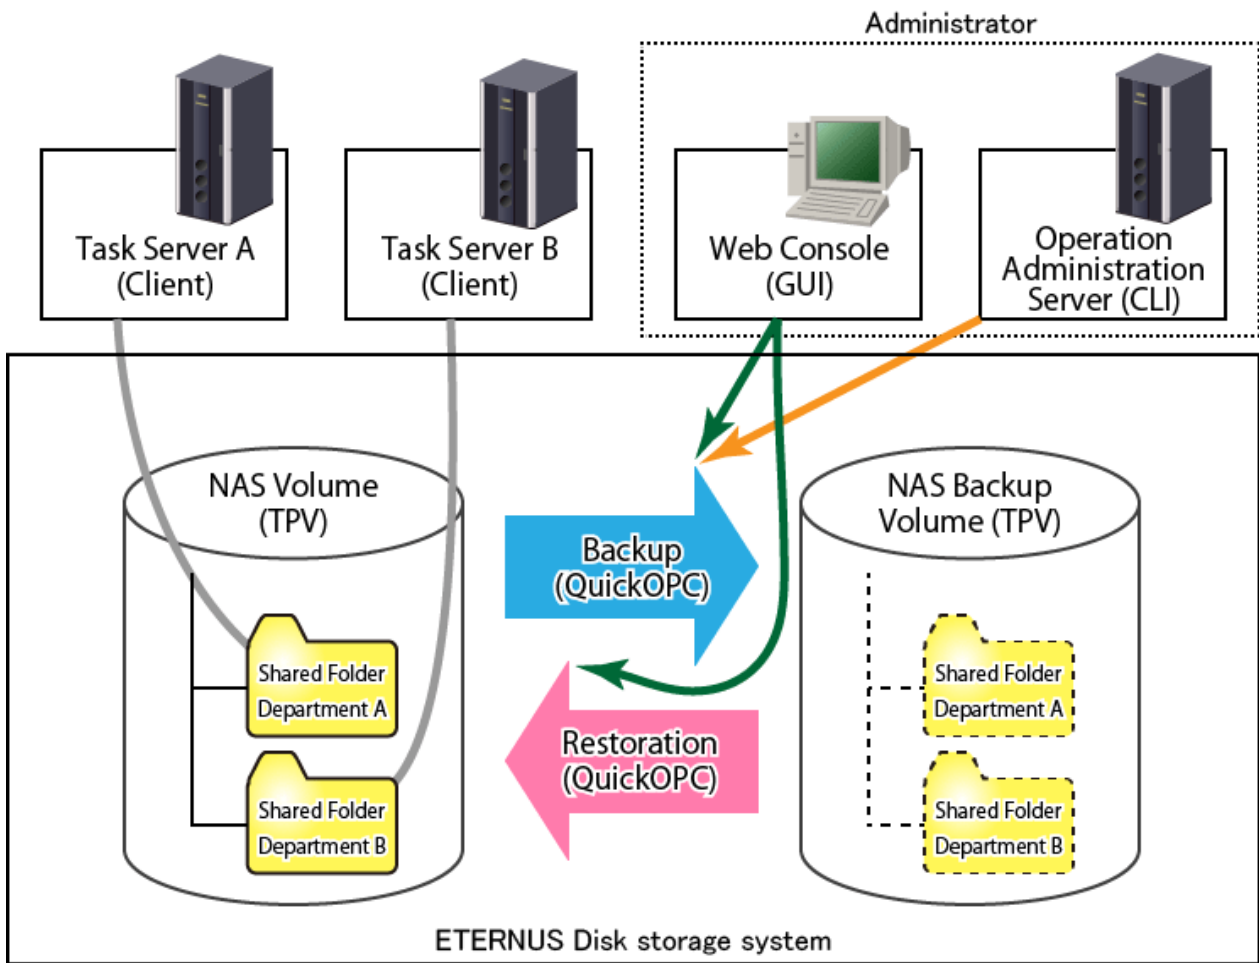 Administrator
Task Server A
(Client)
Task Server B
(Client)
Web Console
(GUI)
Operation
Administration
Server (CLI)
NAS Volume
(TPV)
NAS Backup
Volume (TPV)
Backup
(QuickOPC)
Shared Folder
Department A
Shared Folder
Department A
Restoration
(QuickOPC)
Shared Folder
Department B
Shared Folder
Department B
ETERNUS Disk storage system